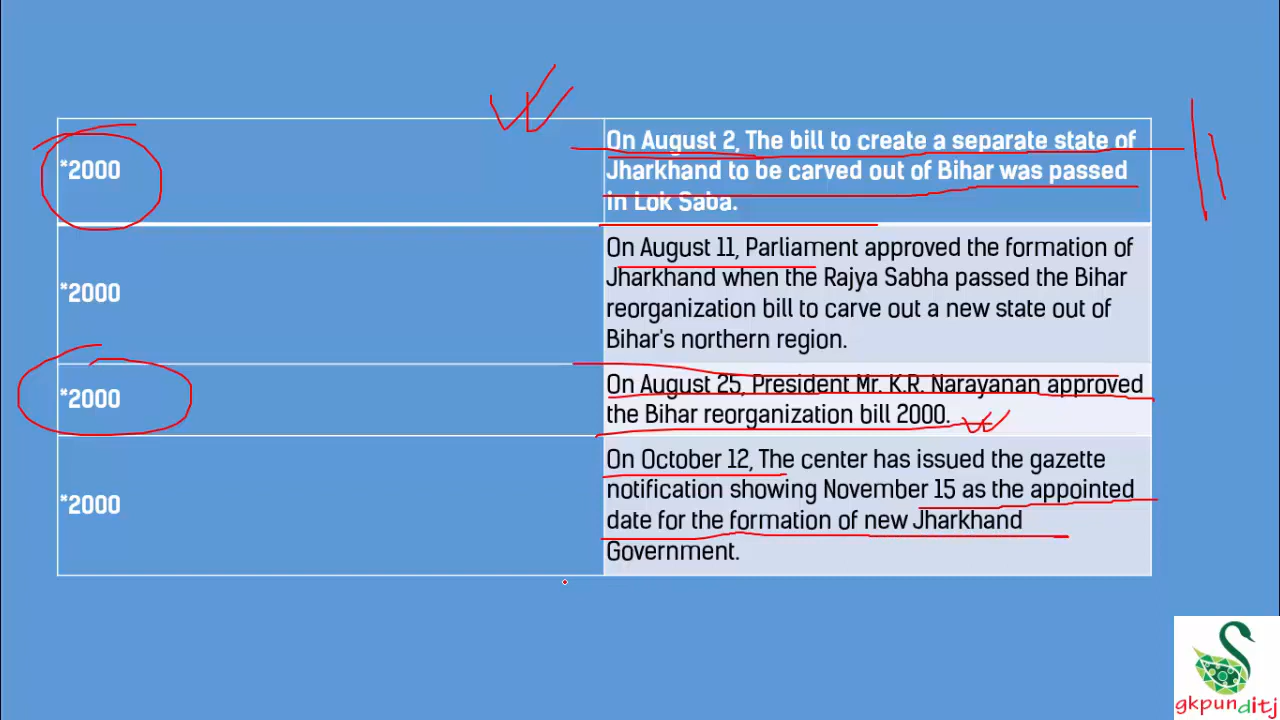 *2000
On August 2, The bill to create a separate state of
Jharkhand to be carved out of Bihar was passed
in Lok Saba.
*2000
On August 11, Parliament approved the formation of
Jharkhand when the Rajya Sabha passed the Bihar
reorganization bill to carve out a new state out of
Bihar's northern region.
*2000
On August 25, President Mr. K.R. Narayanan approved
the Bihar reorganization bill 2000.
*2000
On October 12, The center has issued the gazette
notification showing November 15 as the appointed
date for the formation of new Jharkhand
Government.
gkpunditj